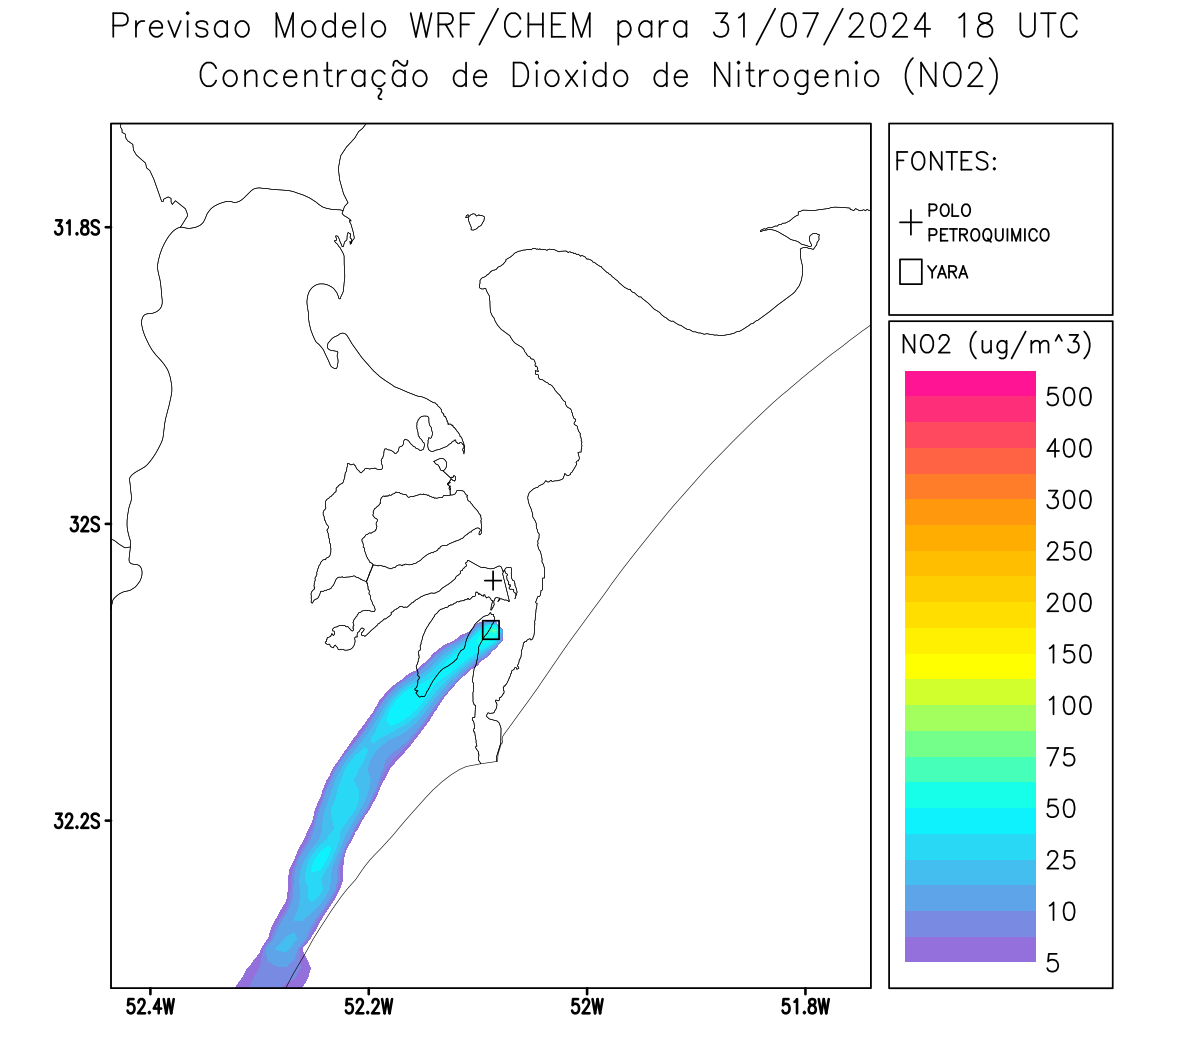 Previsao Modelo WRF/CHEM para 31/07/2024 18 UTC
Concentração de Dioxido de Nitrogenio (NO2)
FONTES:
POLO
PETROQUIMICO
YARA
NO2 (ug/m^3)
500
400
300
250
200
150
100
75
50
25
10
5
31.8S
32S
32.2S
52.4W
52.2W
52W
51.8W